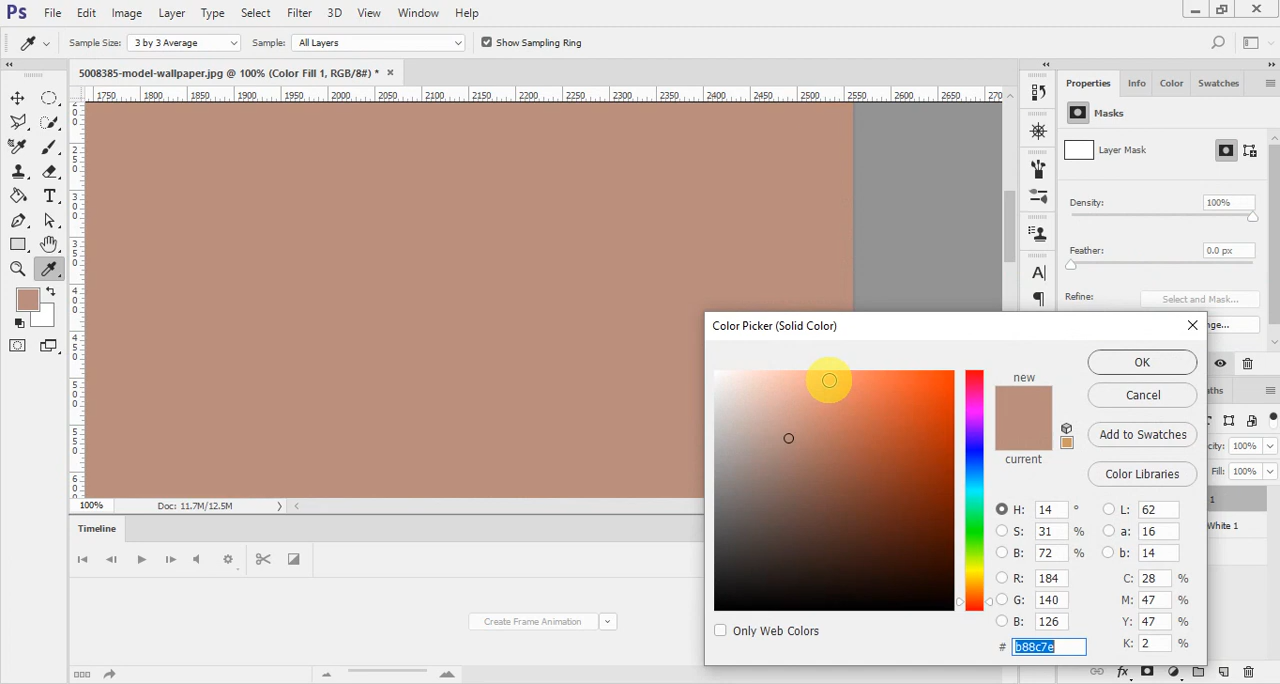 Ps File Edit Image Layer Type Select Filter 3D View Window Help
Sample Size: 3 by 3 Average Sample: All Layers Show Sampling Ring
5008385-model-wallpaper.jpg @ 100% (Color Fill 1, RGB/8#) *
Properties Info Color Swatches
1750 1800 1850 1900 1950 2000 2050 2100 2150 2200 2250 2300 2350 2400 2450 2500 2550 2600 2650 270
Masks
Layer Mask
Density: 100%
Feather: 0.0 px
Refine: Select and Mask...
nge...
Color Picker (Solid Color)
new
current
OK
Cancel
Add to Swatches
Color Libraries
aths
city: 100%
Fill: 100%
1
White 1
H: 14 ° L: 62
S: 31 % a: 16
B: 72 % b: 14
R: 184 C: 28 %
G: 140 M: 47 %
B: 126 Y: 47 %
Only Web Colors
# b88c7e K: 2 %
100% Doc: 11.7M/12.5M
Timeline
Create Frame Animation